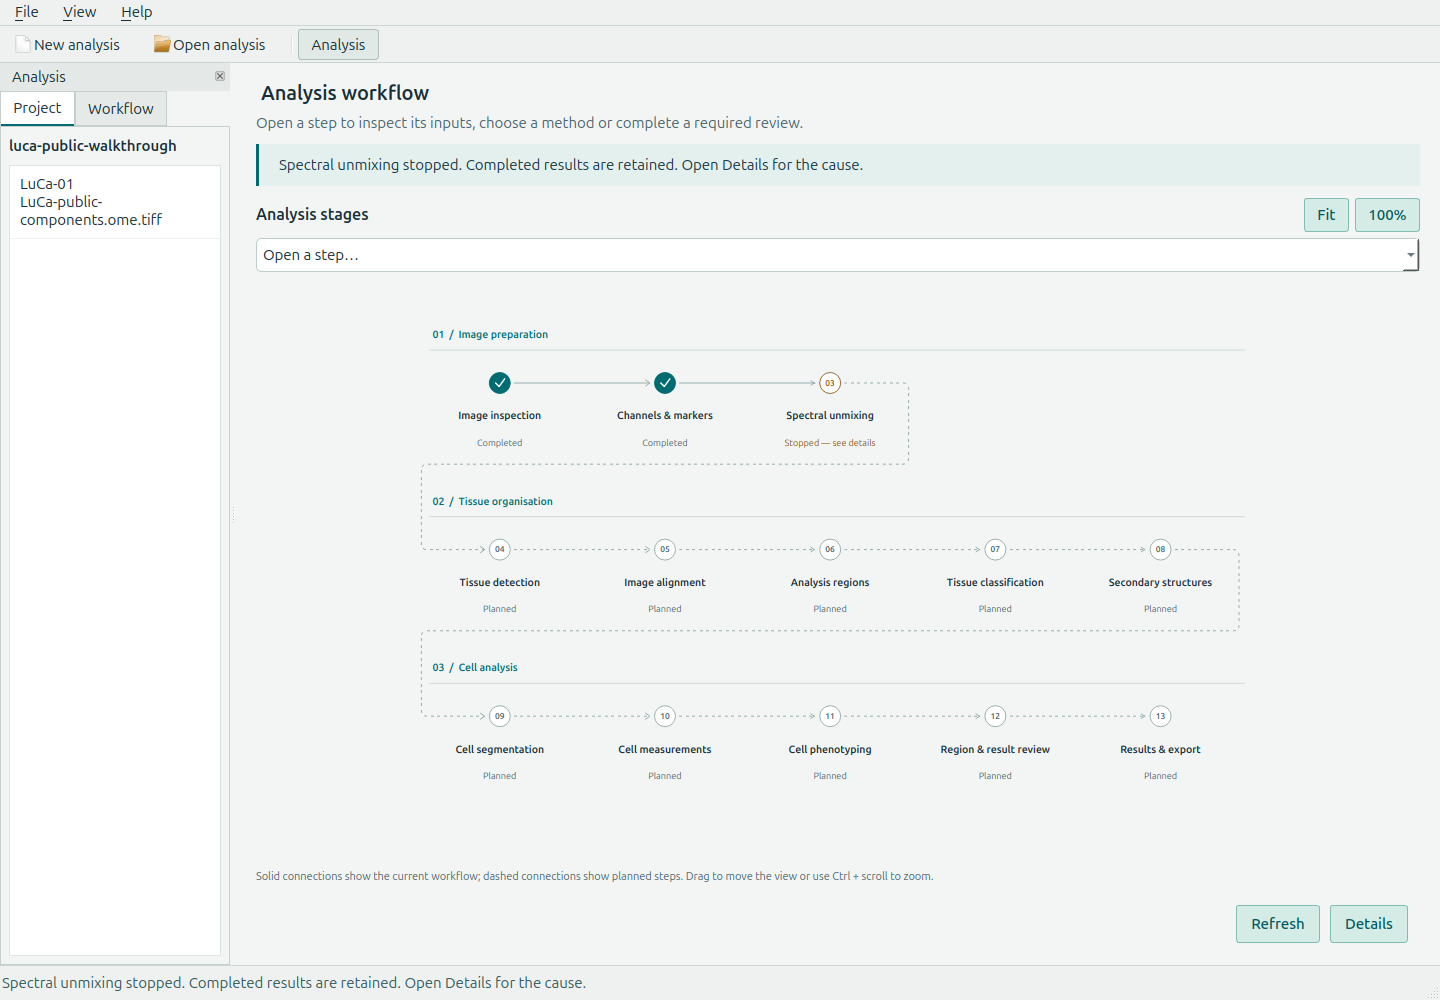 File View Help
New analysis Open analysis Analysis
Analysis
Project Workflow
luca-public-walkthrough
LuCa-01
LuCa-public-
components.ome.tiff
Analysis workflow
Open a step to inspect its inputs, choose a method or complete a required review.
Spectral unmixing stopped. Completed results are retained. Open Details for the cause.
Analysis stages
Fit 100%
Open a step…
01 / Image preparation
03
Image inspection Channels & markers Spectral unmixing
Completed Completed Stopped — see details
02 / Tissue organisation
04 05 06 07 08
Tissue detection Image alignment Analysis regions Tissue classification Secondary structures
Planned Planned Planned Planned Planned
03 / Cell analysis
09 10 11 12 13
Cell segmentation Cell measurements Cell phenotyping Region & result review Results & export
Planned Planned Planned Planned Planned
Solid connections show the current workflow; dashed connections show planned steps. Drag to move the view or use Ctrl + scroll to zoom.
Refresh Details
Spectral unmixing stopped. Completed results are retained. Open Details for the cause.